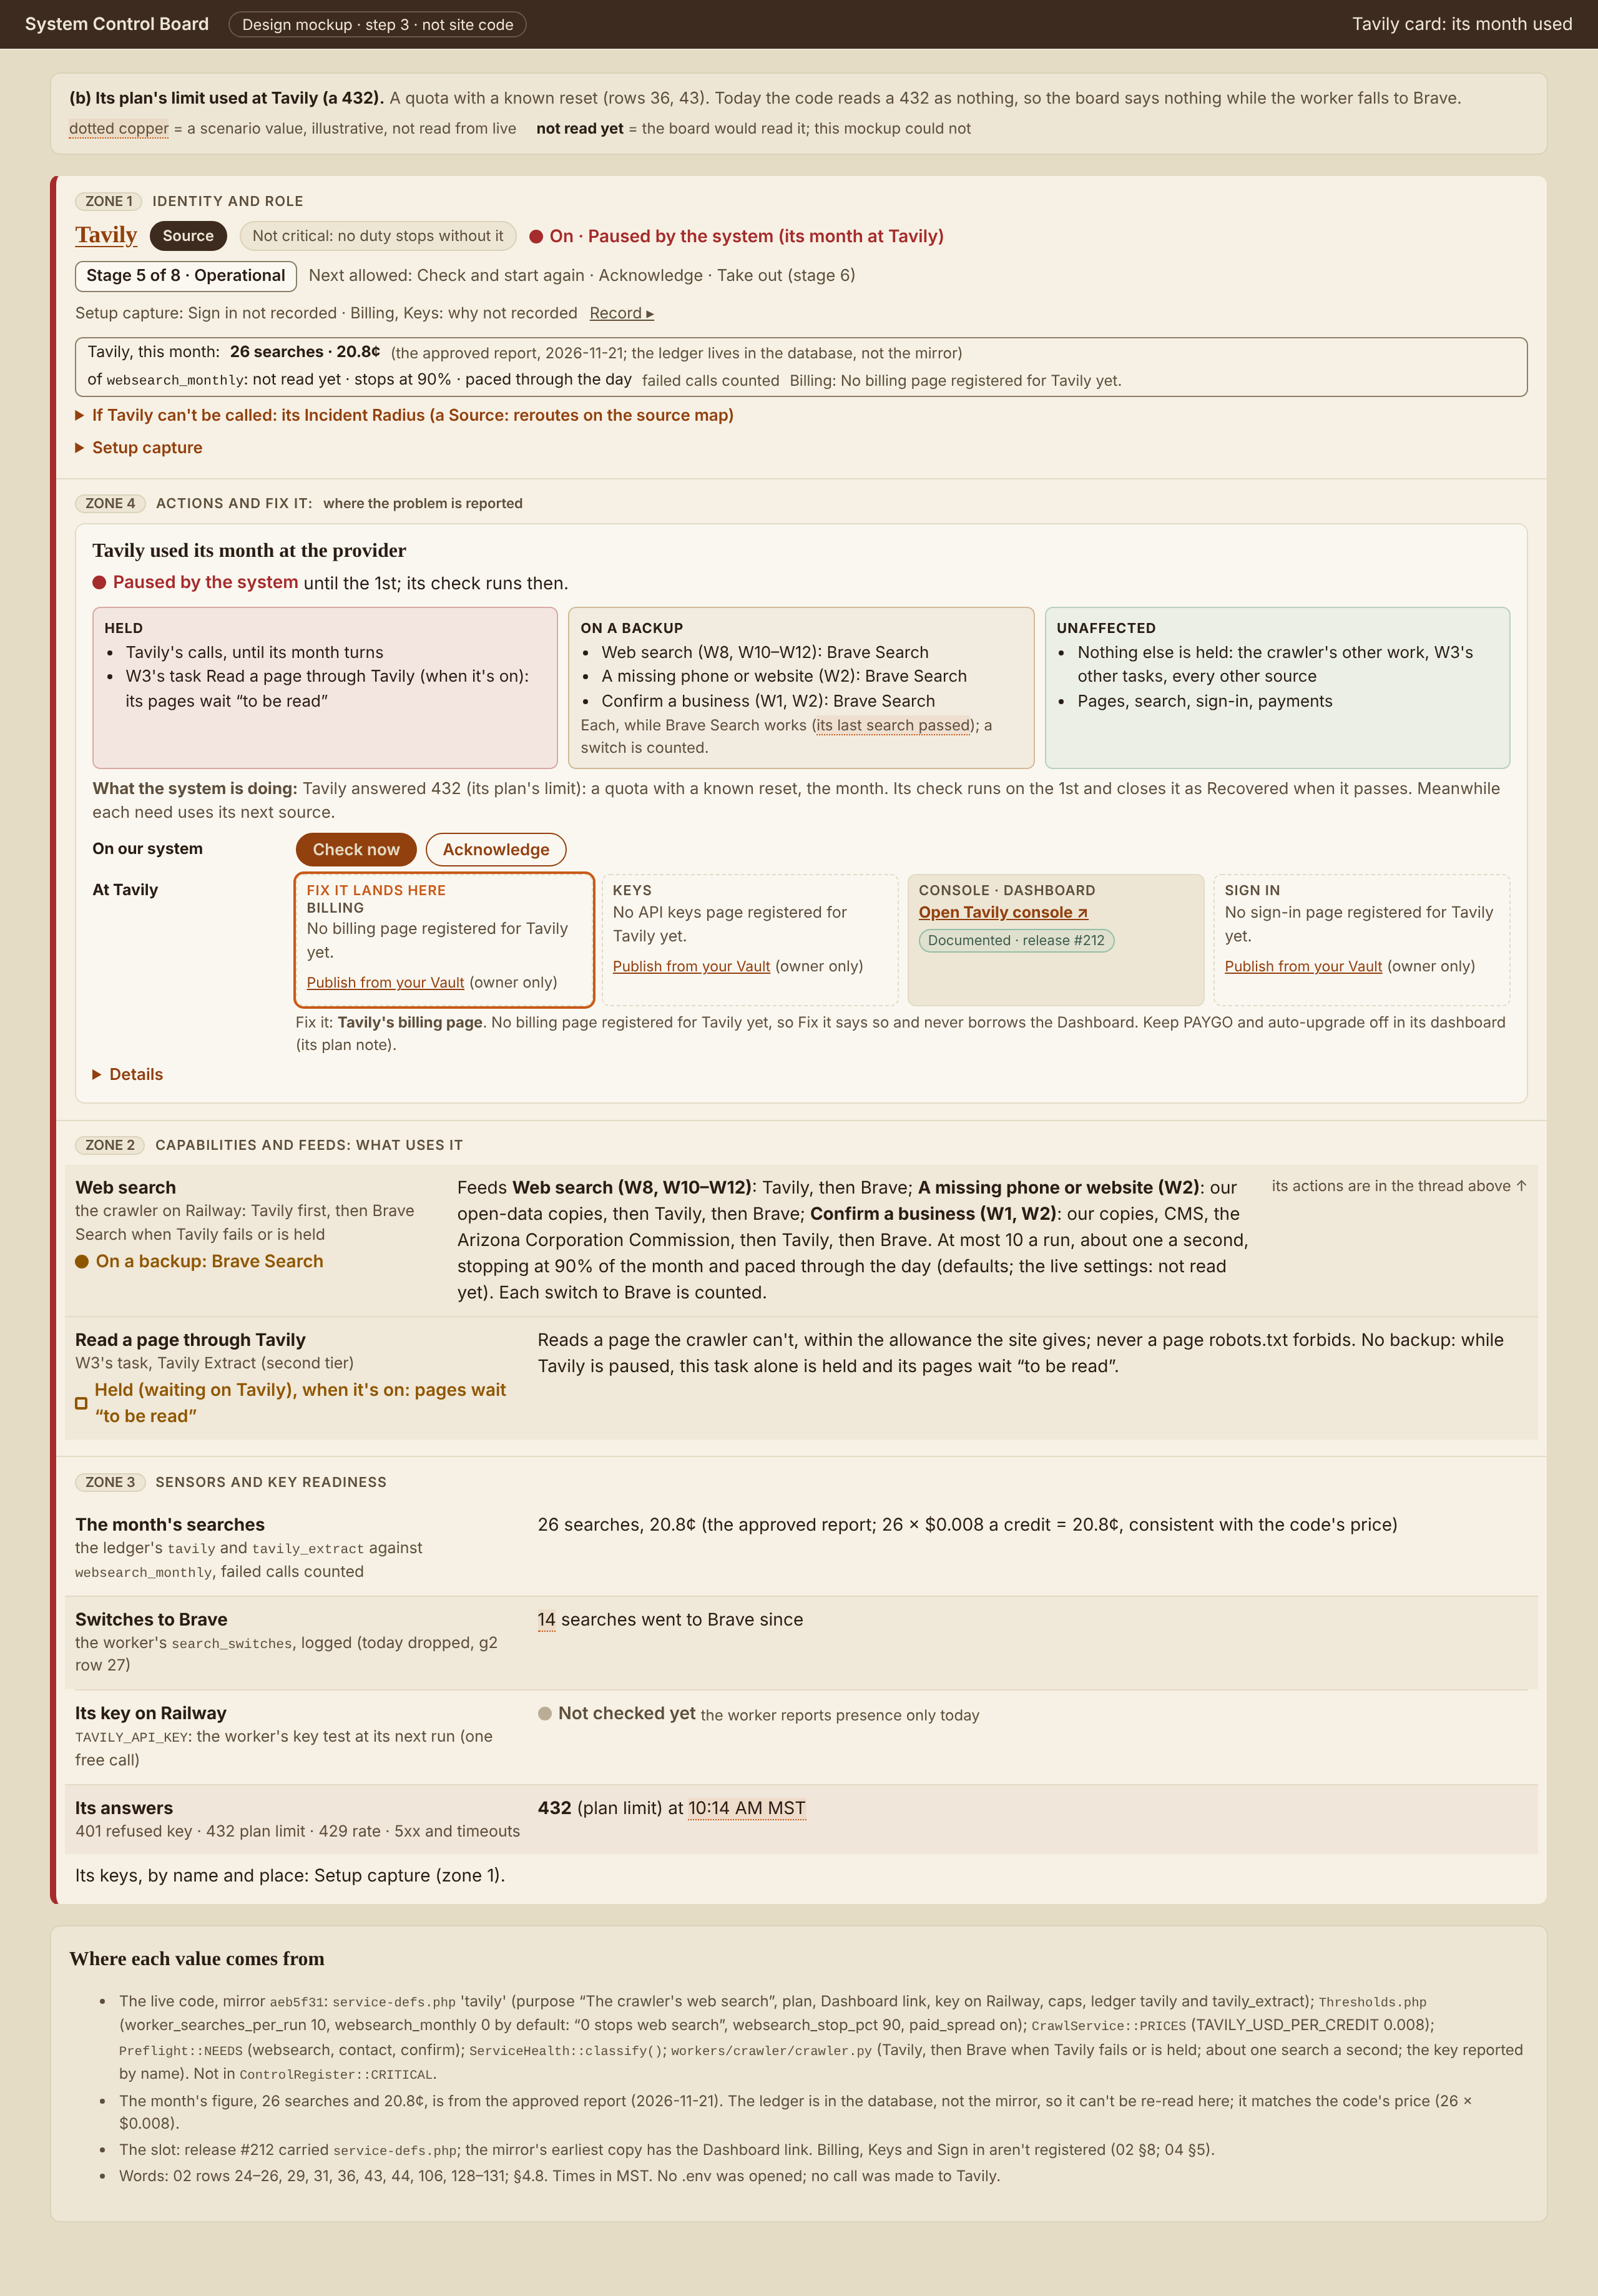 System Control Board
Design mockup · step 3 · not site code
Tavily card: its month used
(b) Its plan's limit used at Tavily (a 432). A quota with a known reset (rows 36, 43). Today the code reads a 432 as nothing, so the board says nothing while the worker falls to Brave.
dotted copper = a scenario value, illustrative, not read from live not read yet = the board would read it; this mockup could not
ZONE 1 IDENTITY AND ROLE
Tavily Source Not critical: no duty stops without it On · Paused by the system (its month at Tavily)
Stage 5 of 8 · Operational Next allowed: Check and start again · Acknowledge · Take out (stage 6)
Setup capture: Sign in not recorded · Billing, Keys: why not recorded Record ▸
Tavily, this month: 26 searches · 20.8¢ (the approved report, 2026-11-21; the ledger lives in the database, not the mirror)
of websearch_monthly: not read yet · stops at 90% · paced through the day failed calls counted Billing: No billing page registered for Tavily yet.
▶ If Tavily can't be called: its Incident Radius (a Source: reroutes on the source map)
▶ Setup capture
ZONE 4 ACTIONS AND FIX IT: where the problem is reported
Tavily used its month at the provider
Paused by the system until the 1st; its check runs then.
HELD
• Tavily's calls, until its month turns
• W3's task Read a page through Tavily (when it's on):
its pages wait “to be read”
ON A BACKUP
• Web search (W8, W10–W12): Brave Search
• A missing phone or website (W2): Brave Search
• Confirm a business (W1, W2): Brave Search
Each, while Brave Search works (its last search passed); a
switch is counted.
UNAFFECTED
• Nothing else is held: the crawler's other work, W3's
other tasks, every other source
• Pages, search, sign-in, payments
What the system is doing: Tavily answered 432 (its plan's limit): a quota with a known reset, the month. Its check runs on the 1st and closes it as Recovered when it passes. Meanwhile
each need uses its next source.
On our system Check now Acknowledge
At Tavily
FIX IT LANDS HERE
BILLING
No billing page registered for Tavily
yet.
Publish from your Vault (owner only)
KEYS
No API keys page registered for
Tavily yet.
Publish from your Vault (owner only)
CONSOLE · DASHBOARD
Open Tavily console ↗
Documented · release #212
SIGN IN
No sign-in page registered for Tavily
yet.
Publish from your Vault (owner only)
Fix it: Tavily's billing page. No billing page registered for Tavily yet, so Fix it says so and never borrows the Dashboard. Keep PAYGO and auto-upgrade off in its dashboard
(its plan note).
▶ Details
ZONE 2 CAPABILITIES AND FEEDS: WHAT USES IT
Web search
the crawler on Railway: Tavily first, then Brave
Search when Tavily fails or is held
On a backup: Brave Search
Feeds Web search (W8, W10–W12): Tavily, then Brave; A missing phone or website (W2): our
open-data copies, then Tavily, then Brave; Confirm a business (W1, W2): our copies, CMS, the
Arizona Corporation Commission, then Tavily, then Brave. At most 10 a run, about one a second,
stopping at 90% of the month and paced through the day (defaults; the live settings: not read
yet). Each switch to Brave is counted.
its actions are in the thread above ↑
Read a page through Tavily
W3's task, Tavily Extract (second tier)
Held (waiting on Tavily), when it's on: pages wait
“to be read”
Reads a page the crawler can't, within the allowance the site gives; never a page robots.txt forbids. No backup: while
Tavily is paused, this task alone is held and its pages wait “to be read”.
ZONE 3 SENSORS AND KEY READINESS
The month's searches
the ledger's tavily and tavily_extract against
websearch_monthly, failed calls counted
26 searches, 20.8¢ (the approved report; 26 × $0.008 a credit = 20.8¢, consistent with the code's price)
Switches to Brave
the worker's search_switches, logged (today dropped, g2
row 27)
14 searches went to Brave since
Its key on Railway
TAVILY_API_KEY: the worker's key test at its next run (one
free call)
Not checked yet the worker reports presence only today
Its answers
401 refused key · 432 plan limit · 429 rate · 5xx and timeouts
432 (plan limit) at 10:14 AM MST
Its keys, by name and place: Setup capture (zone 1).
Where each value comes from
• The live code, mirror aeb5f31: service-defs.php 'tavily' (purpose “The crawler's web search”, plan, Dashboard link, key on Railway, caps, ledger tavily and tavily_extract); Thresholds.php
(worker_searches_per_run 10, websearch_monthly 0 by default: “0 stops web search”, websearch_stop_pct 90, paid_spread on); CrawlService::PRICES (TAVILY_USD_PER_CREDIT 0.008);
Preflight::NEEDS (websearch, contact, confirm); ServiceHealth::classify(); workers/crawler/crawler.py (Tavily, then Brave when Tavily fails or is held; about one search a second; the key reported
by name). Not in ControlRegister::CRITICAL.
• The month's figure, 26 searches and 20.8¢, is from the approved report (2026-11-21). The ledger is in the database, not the mirror, so it can't be re-read here; it matches the code's price (26 ×
$0.008).
• The slot: release #212 carried service-defs.php; the mirror's earliest copy has the Dashboard link. Billing, Keys and Sign in aren't registered (02 §8; 04 §5).
• Words: 02 rows 24–26, 29, 31, 36, 43, 44, 106, 128–131; §4.8. Times in MST. No .env was opened; no call was made to Tavily.